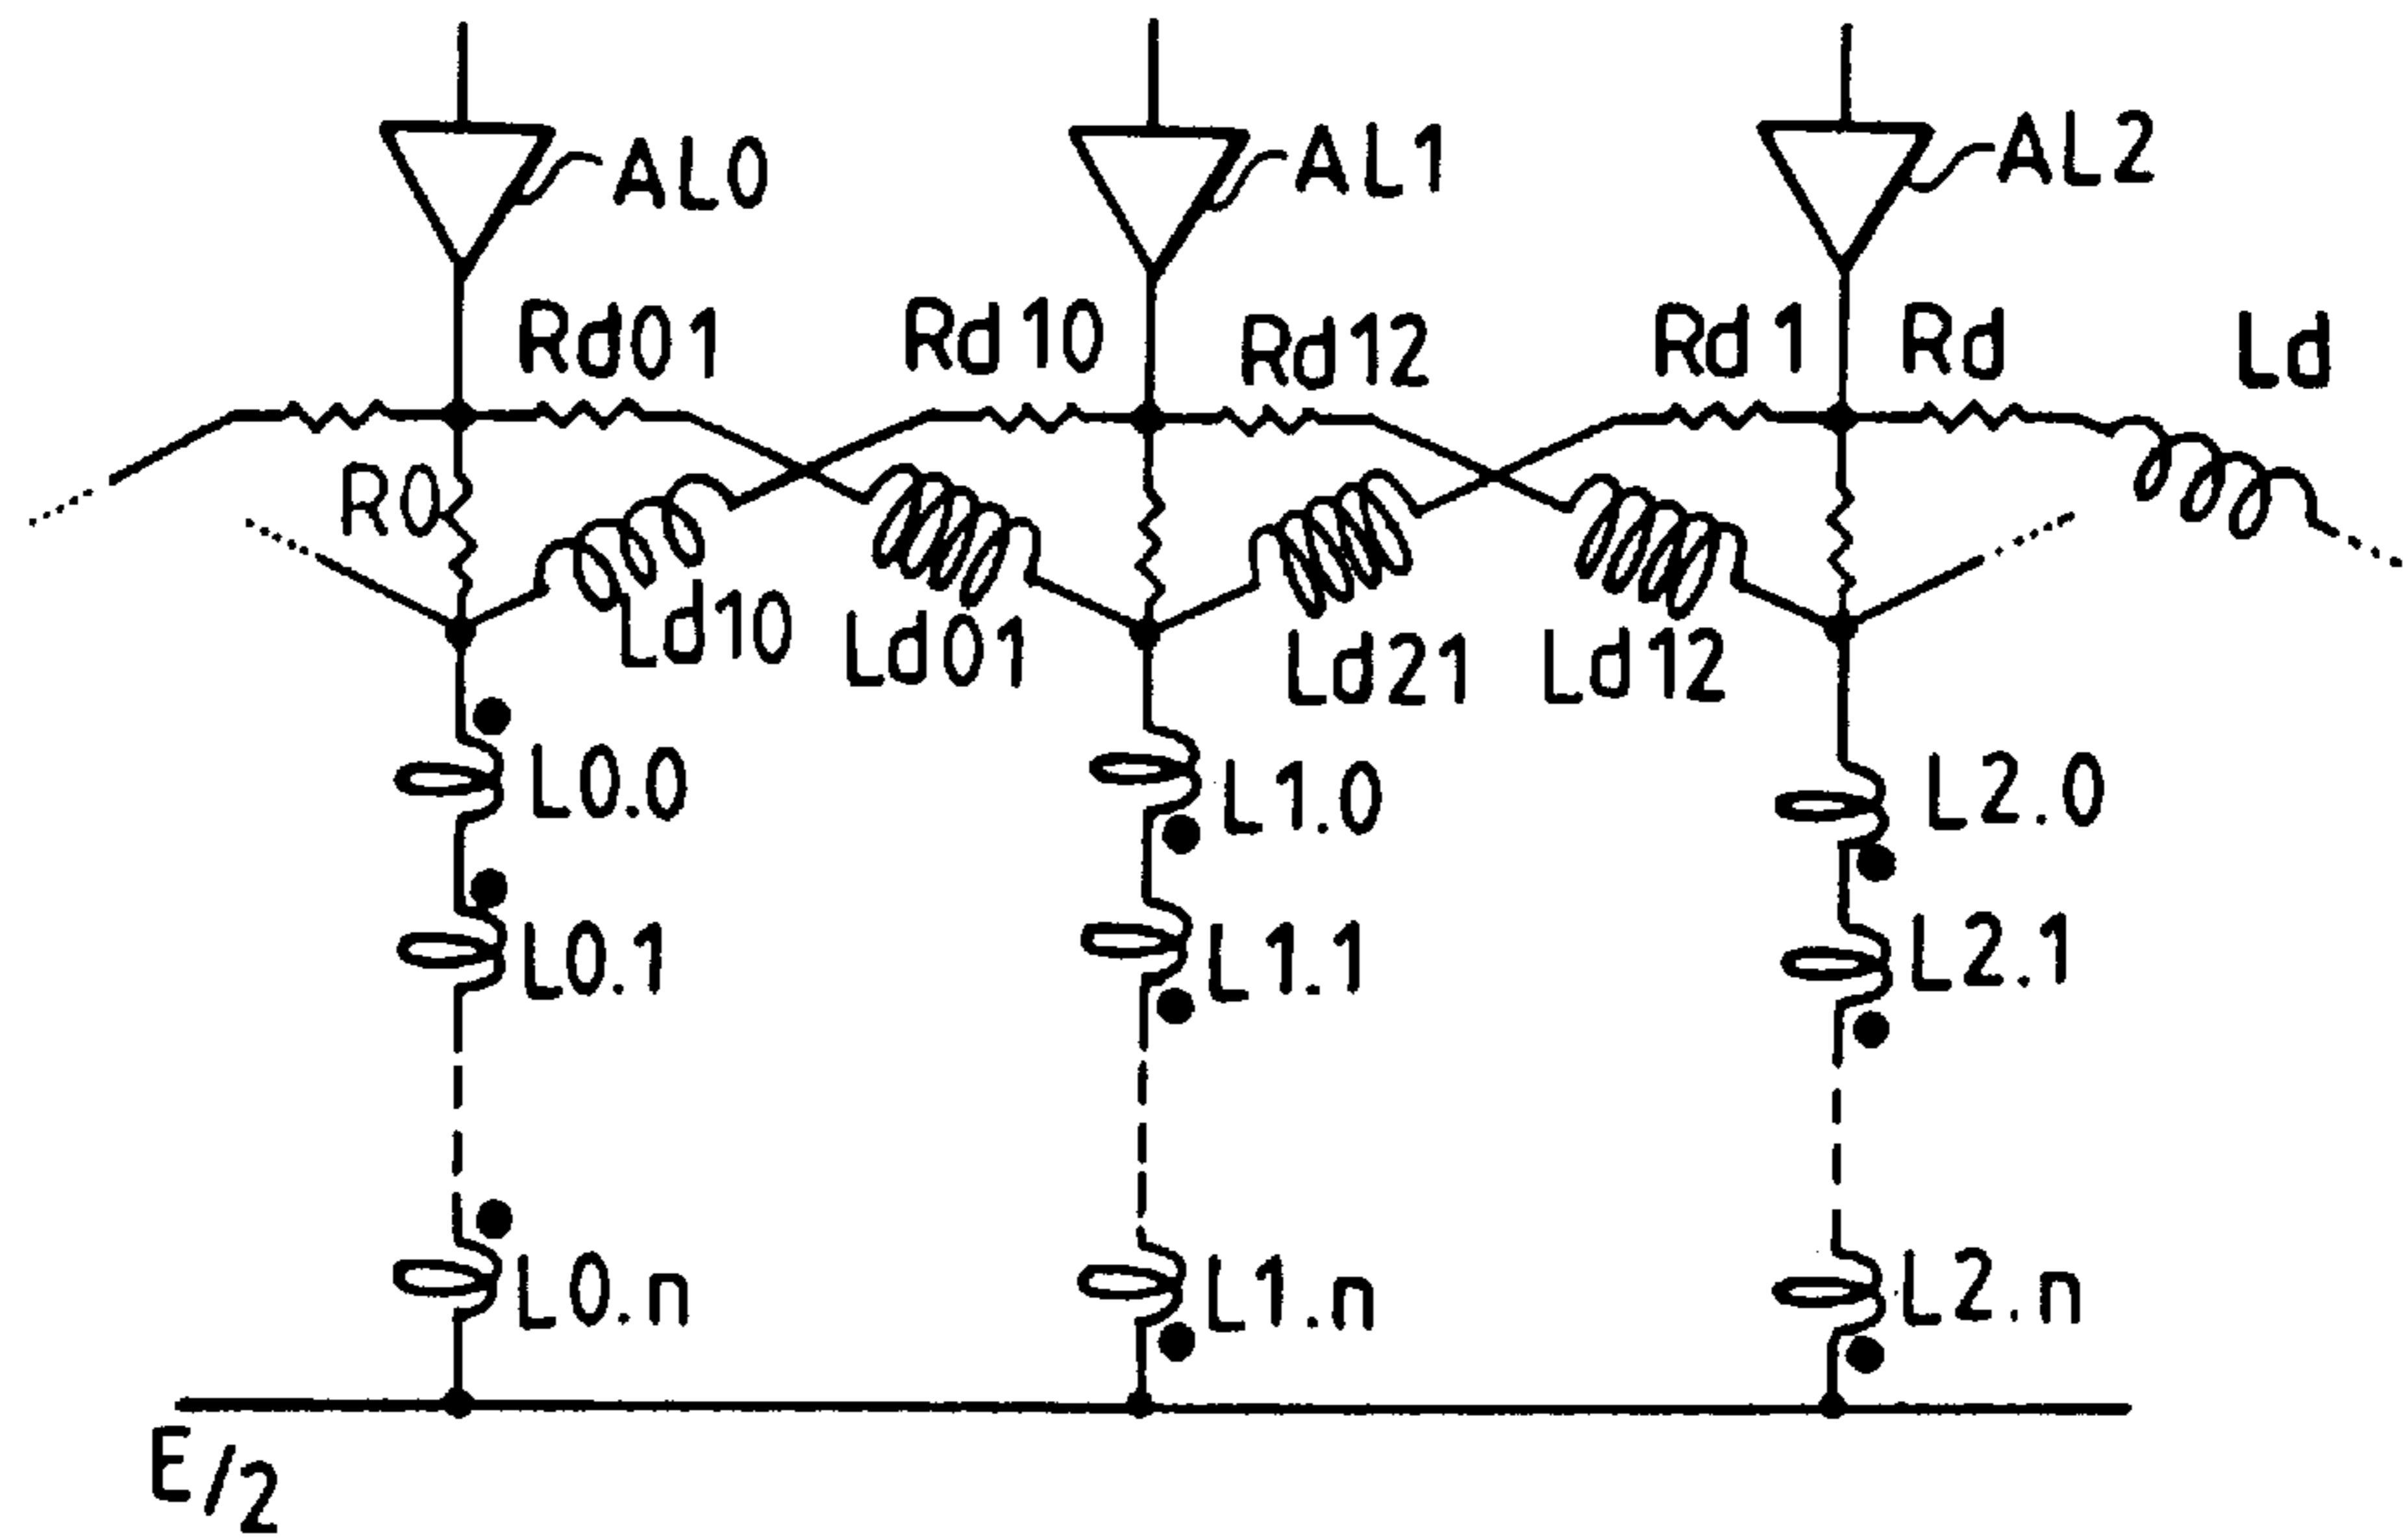 AL0 AL1 AL2
Rd01 Rd10 Rd12 Rd1 Rd Ld
R0
Ld10 Ld01 Ld21 Ld12
L0.0 L1.0 L2.0
L0.1 L1.1 L2.1
L0.n L1.n L2.n
E/2